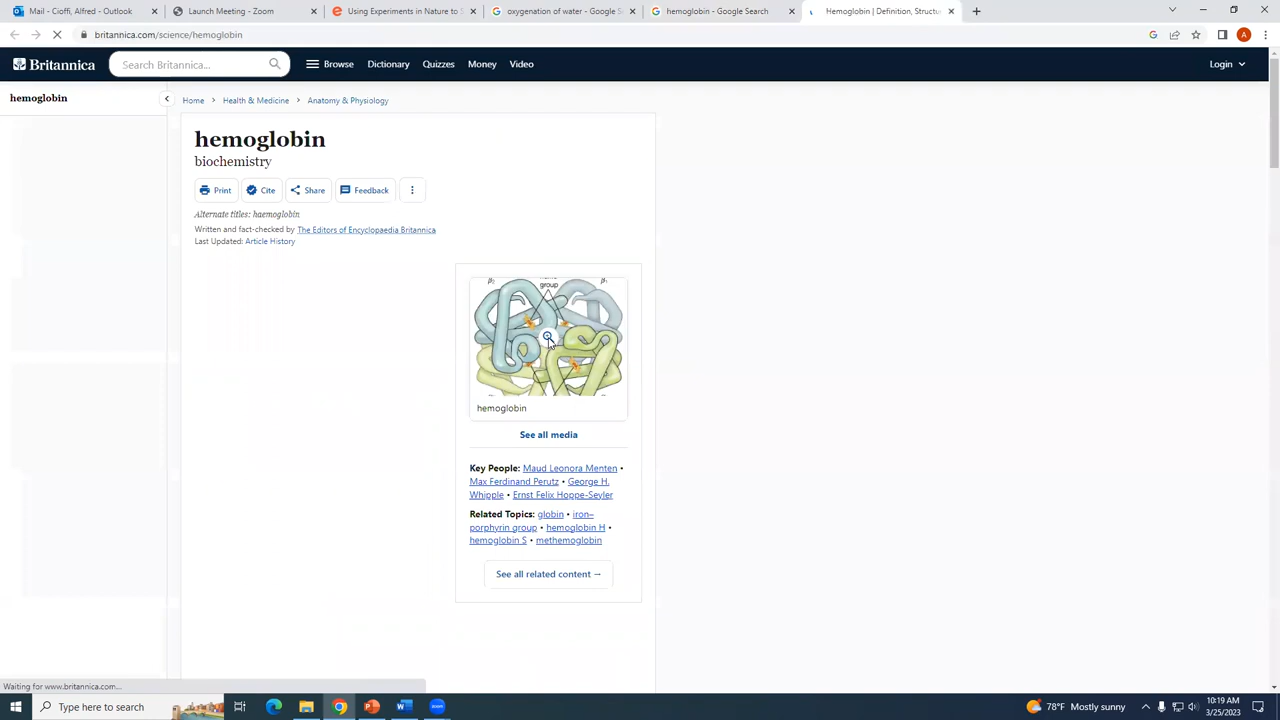 Mail - Cioffi, Alfred - Outlook
Launch Meeting - Zoom
Using Experiments in Nature to S
oxygenation of water - Google S
hemoglobin - Google Search
Hemoglobin | Definition, Structu
britannica.com/science/hemoglobin
A
Britannica
Search Britannica...
Browse
Dictionary
Quizzes
Money
Video
Login
hemoglobin
Home > Health & Medicine > Anatomy & Physiology
hemoglobin
biochemistry
Print
Cite
Share
Feedback
Alternate titles: haemoglobin
Written and fact-checked by The Editors of Encyclopaedia Britannica
Last Updated: Article History
β2
group
hemoglobin
See all media
Key People: Maud Leonora Menten •
Max Ferdinand Perutz • George H.
Whipple • Ernst Felix Hoppe-Seyler
Related Topics: globin • iron–
porphyrin group • hemoglobin H •
hemoglobin S • methemoglobin
See all related content →
Waiting for www.britannica.com...
Type here to search
78°F Mostly sunny
10:19 AM
3/25/2023